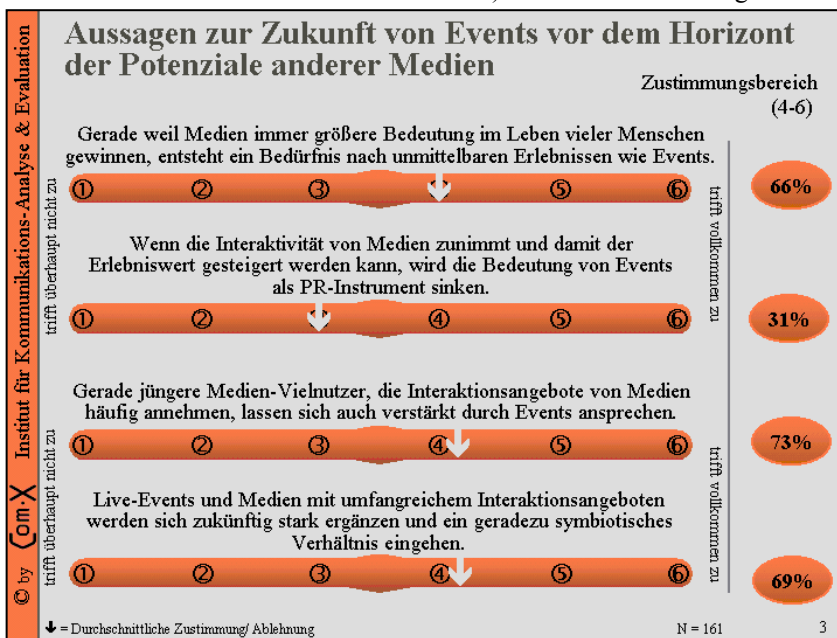 Aussagen zur Zukunft von Events vor dem Horizont
der Potenziale anderer Medien
Zustimmungsbereich
(4-6)
Gerade weil Medien immer größere Bedeutung im Leben vieler Menschen
gewinnen, entsteht ein Bedürfnis nach unmittelbaren Erlebnissen wie Events.
① ② ③ ⑤ ⑥
66%
Wenn die Interaktivität von Medien zunimmt und damit der
Erlebniswert gesteigert werden kann, wird die Bedeutung von Events
als PR-Instrument sinken.
① ② ④ ⑤ ⑥
31%
trifft überhaupt nicht zu
trifft vollkommen zu
Gerade jüngere Medien-Vielnutzer, die Interaktionsangebote von Medien
häufig annehmen, lassen sich auch verstärkt durch Events ansprechen.
① ② ③ ④ ⑤ ⑥
73%
Live-Events und Medien mit umfangreichem Interaktionsangeboten
werden sich zukünftig stark ergänzen und ein geradezu symbiotisches
Verhältnis eingehen.
① ② ③ ④ ⑤ ⑥
69%
trifft überhaupt nicht zu
trifft vollkommen zu
= Durchschnittliche Zustimmung/ Ablehnung
N = 161
3
© by Com·X Institut für Kommunikations-Analyse & Evaluation